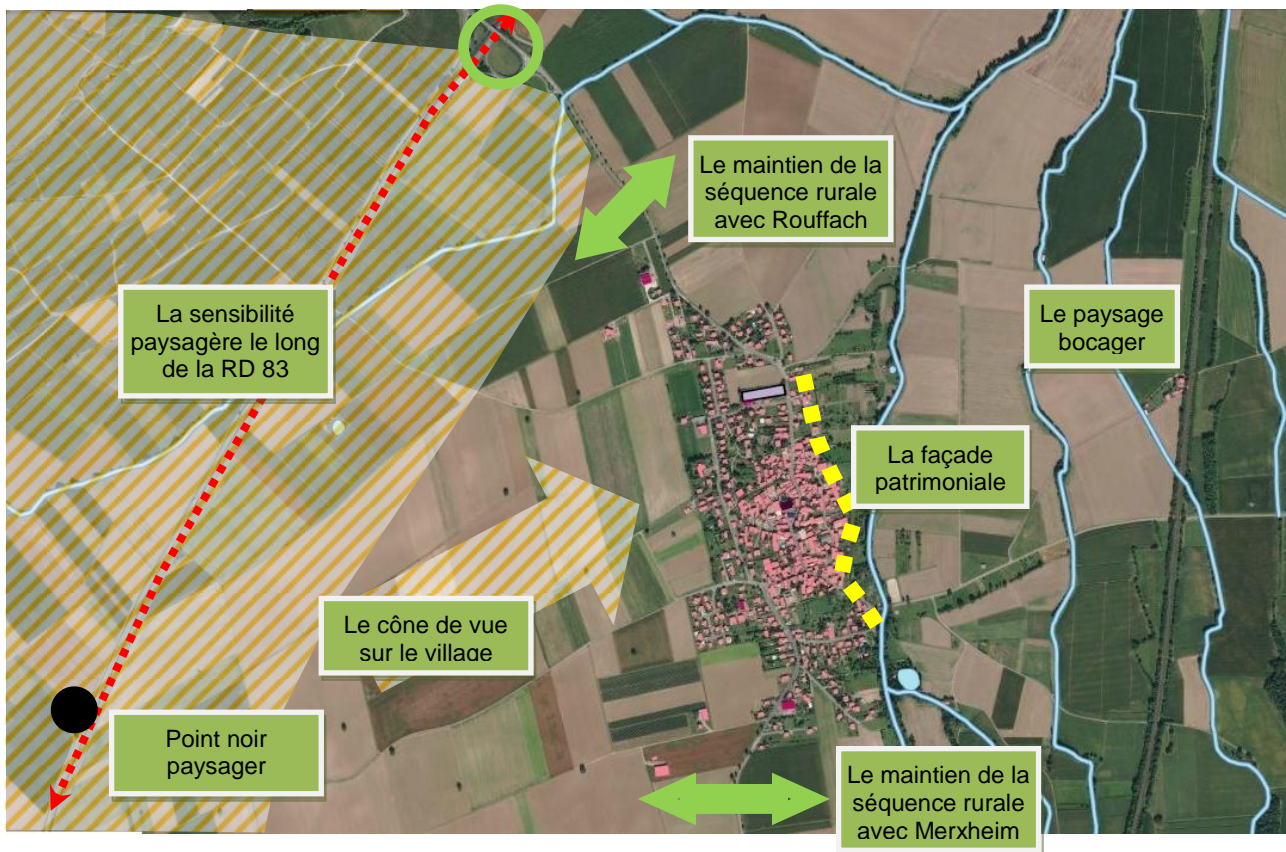 Le maintien de la
séquence rurale
avec Rouffach
La sensibilité
paysagère le long
de la RD 83
Le paysage
bocager
La façade
patrimoniale
Le cône de vue
sur le village
Point noir
paysager
Le maintien de la
séquence rurale
avec Merxheim